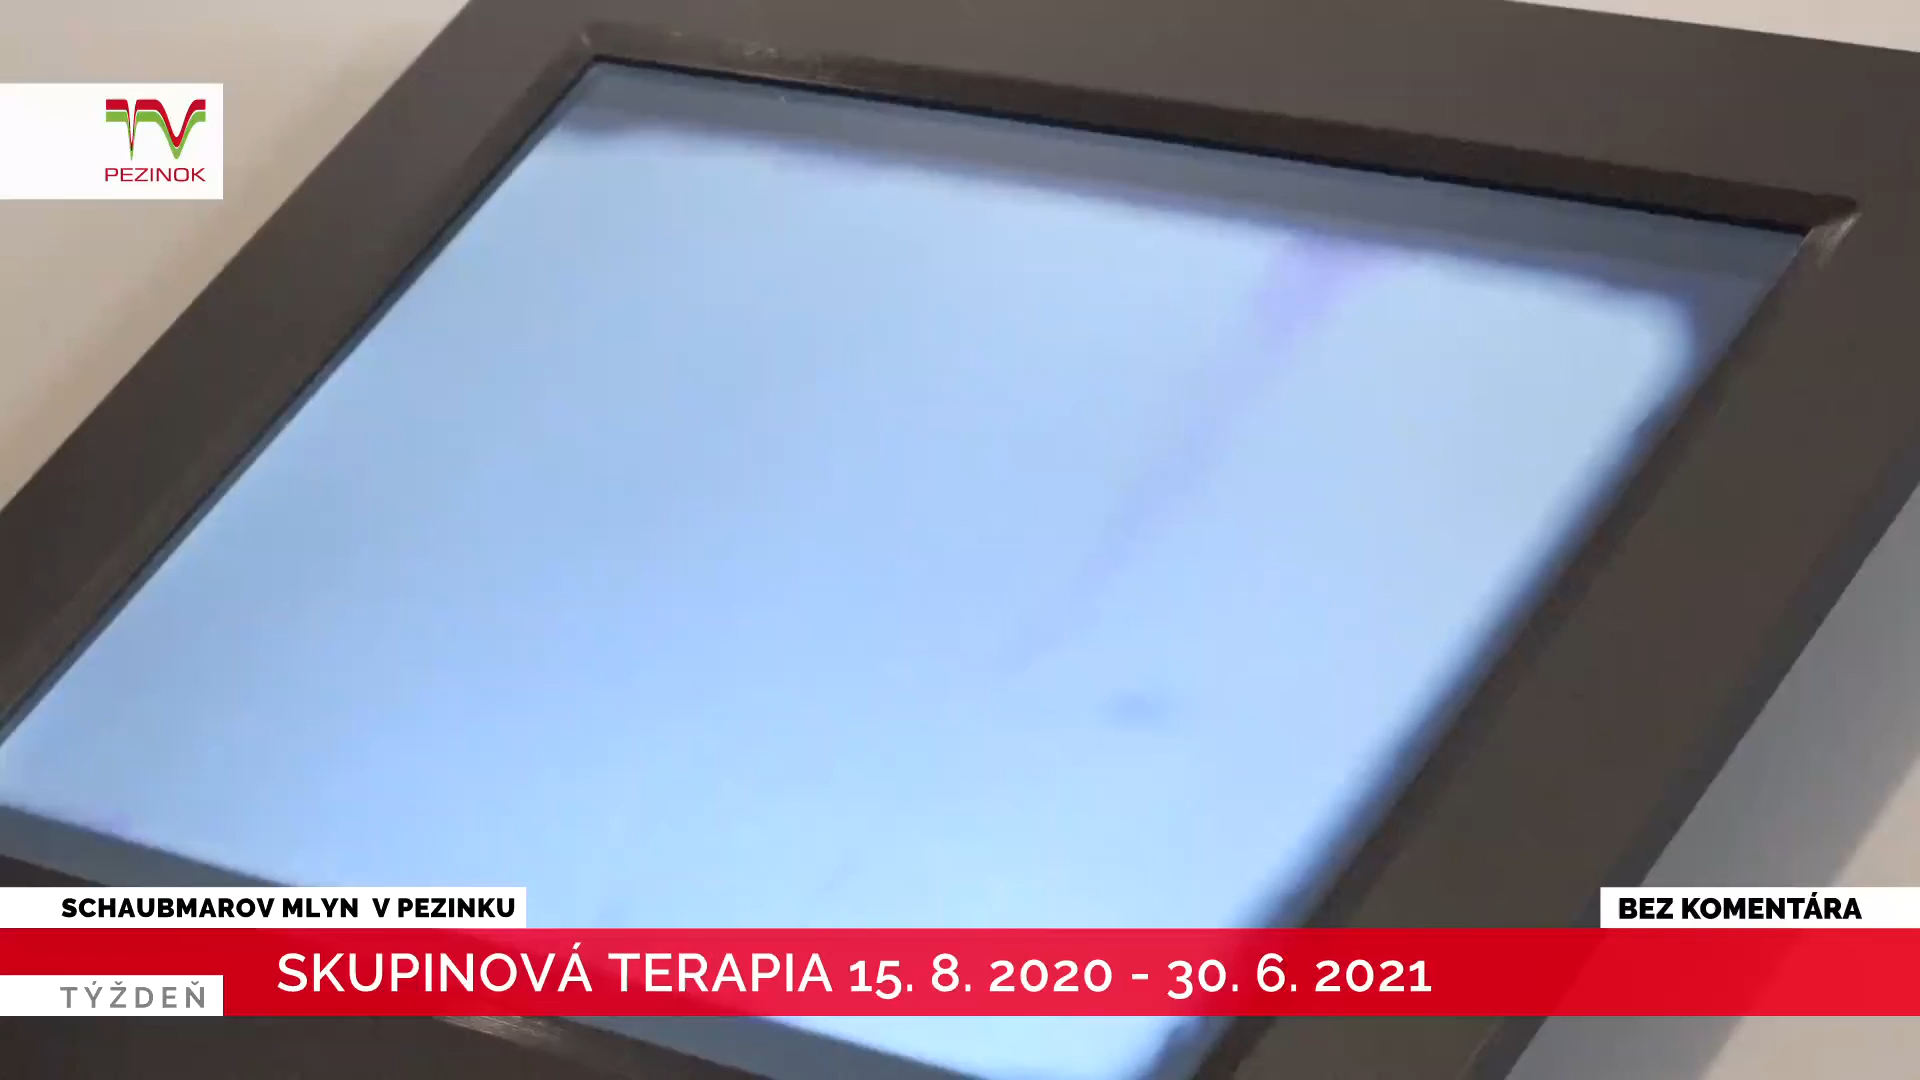 TV
PEZINOK
SCHAUBMAROV MLYN V PEZINKU
BEZ KOMENTÁRA
SKUPINOVÁ TERAPIA 15. 8. 2020 - 30. 6. 2021
TÝŽDEŇ